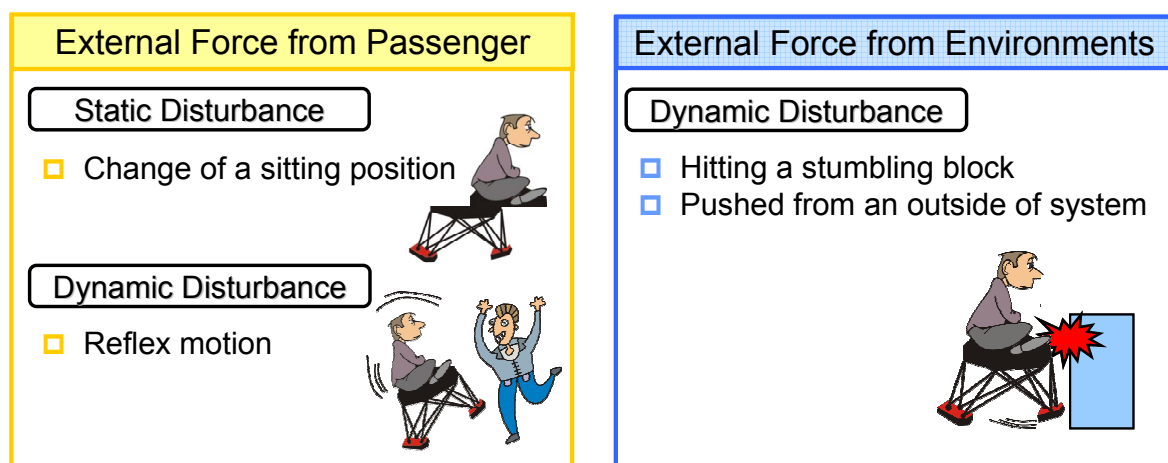 External Force from Passenger
Static Disturbance
Change of a sitting position
Dynamic Disturbance
Reflex motion
External Force from Environments
Dynamic Disturbance
Hitting a stumbling block
Pushed from an outside of system